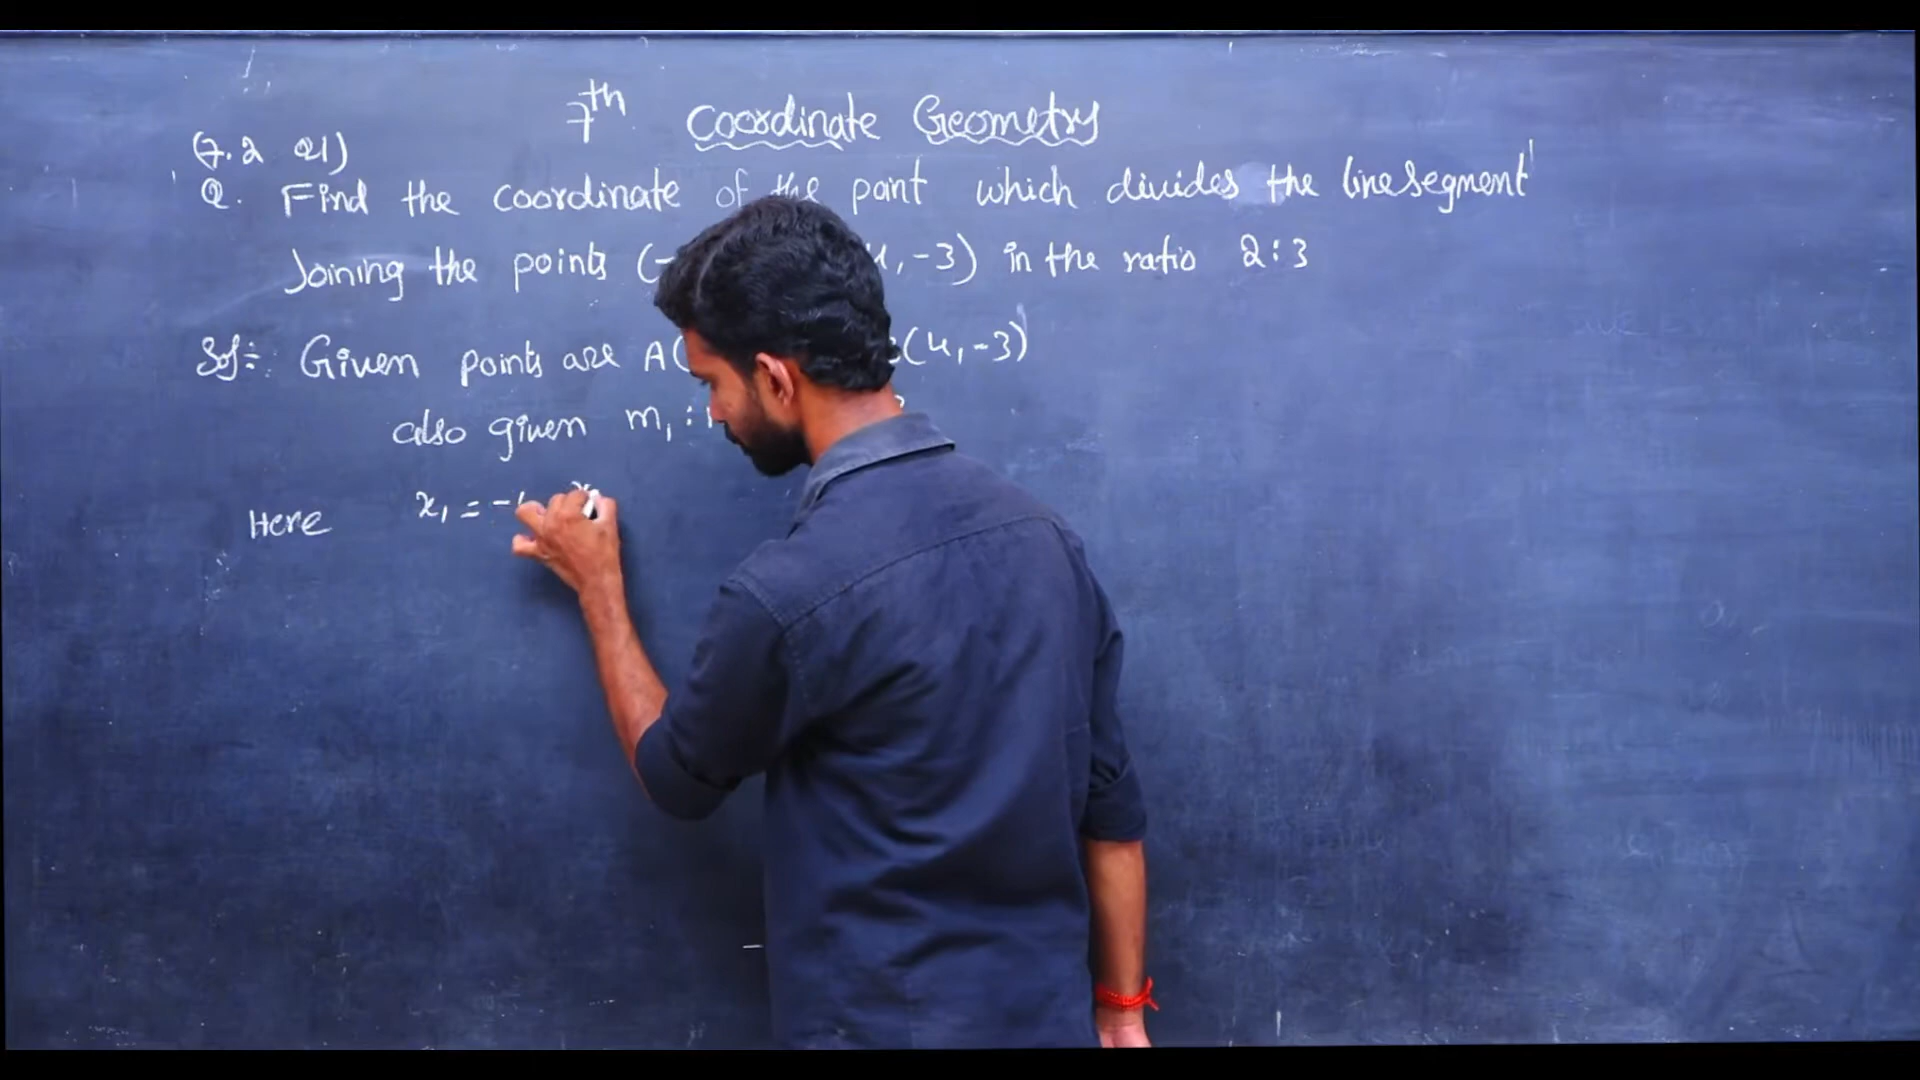 7th Coordinate Geometry
(7.2 Q1)
Q. Find the coordinate of the point which divides the line segment
Joining the points (- 4, -3) in the ratio 2:3
Sol:- Given points are A( (4, -3)
also given m₁ :
Here x₁ = -